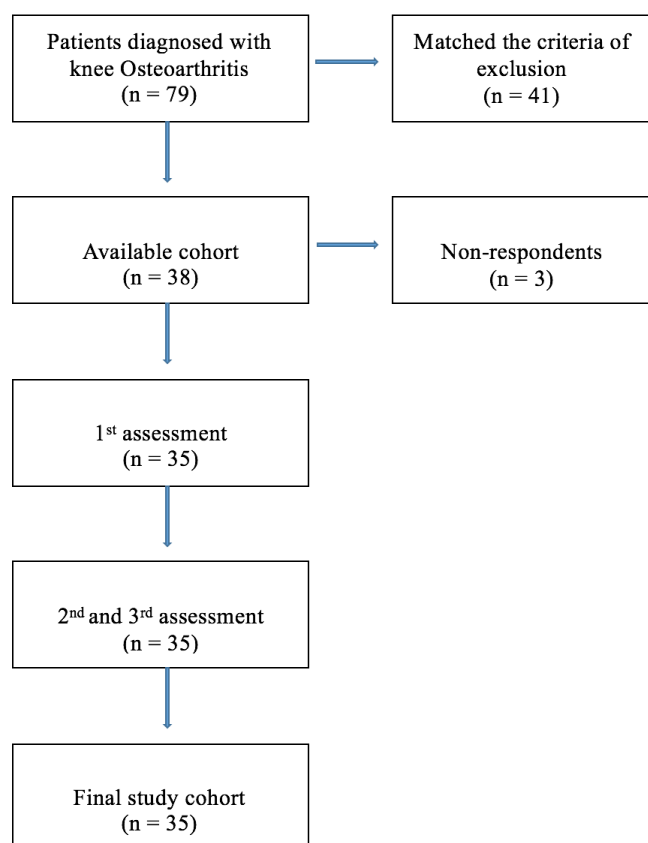 Patients diagnosed with
knee Osteoarthritis
(n = 79)
Matched the criteria of
exclusion
(n = 41)
Available cohort
(n = 38)
Non-respondents
(n = 3)
1st assessment
(n = 35)
2nd and 3rd assessment
(n = 35)
Final study cohort
(n = 35)